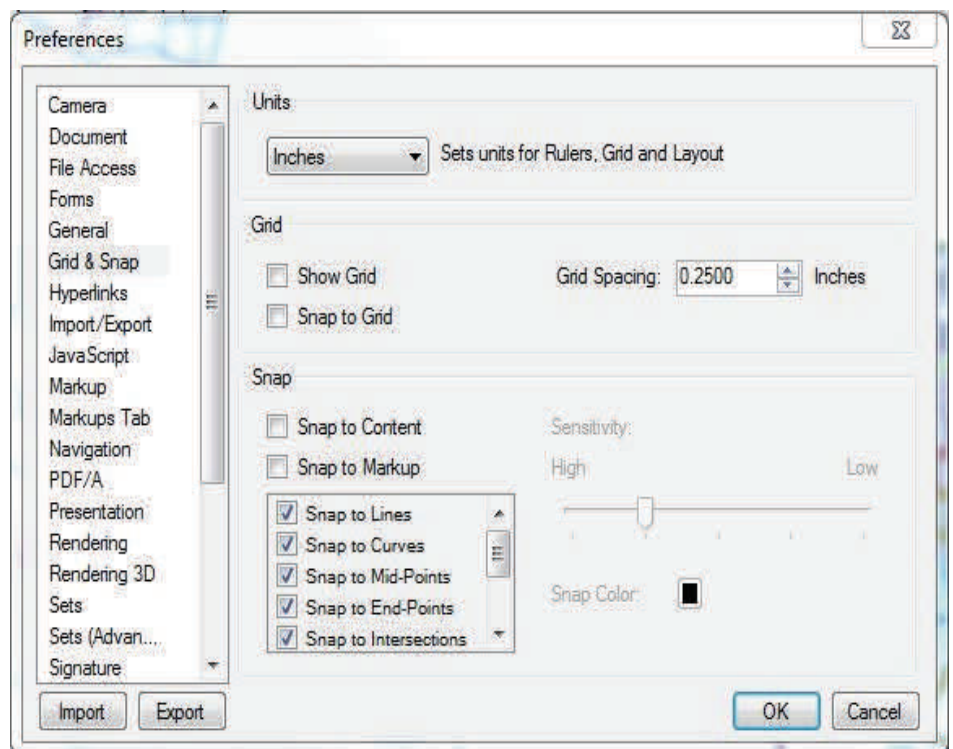 Preferences
Camera
Document
File Access
Forms
General
Grid & Snap
Hyperlinks
Import/Export
JavaScript
Markup
Markups Tab
Navigation
PDF/A
Presentation
Rendering
Rendering 3D
Sets
Sets (Advan...
Signature
Import Export
Units
Inches Sets units for Rulers, Grid and Layout
Grid
Show Grid Grid Spacing: 0.2500 Inches
Snap to Grid
Snap
Snap to Content Sensitivity:
Snap to Markup High Low
Snap to Lines
Snap to Curves
Snap to Mid-Points
Snap to End-Points Snap Color:
Snap to Intersections
OK Cancel